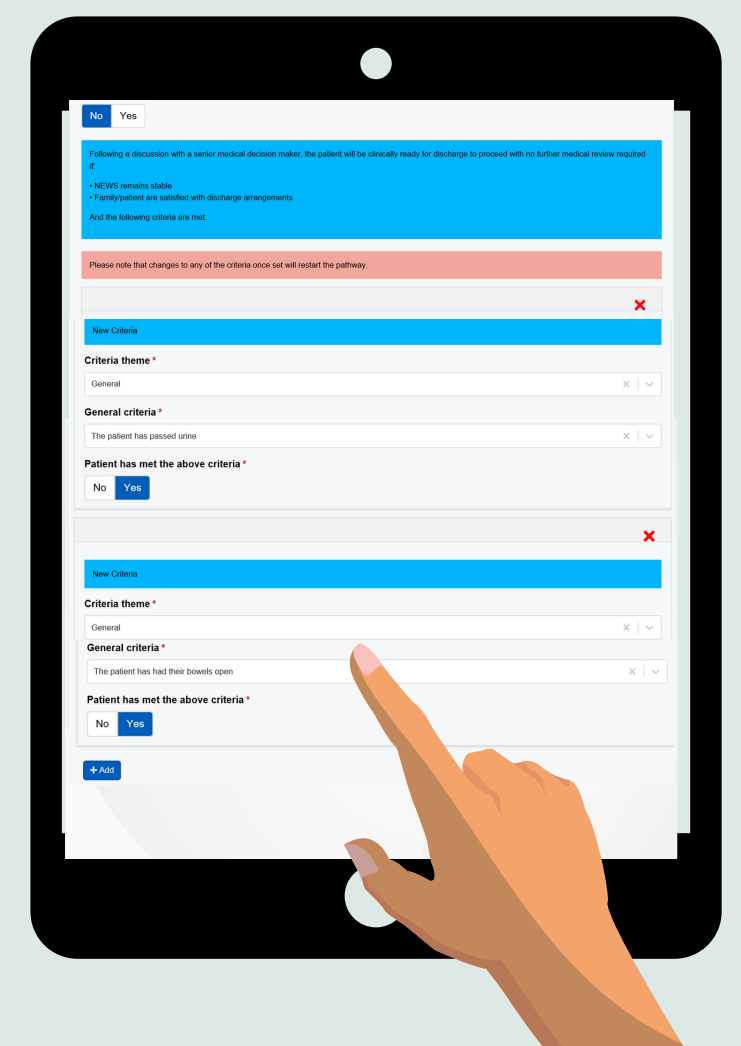 No Yes
Following a discussion with a senior medical decision maker, the patient will be clinically ready for discharge to proceed with no further medical review required
if:
• NEWS remains stable
• Family/patient are satisfied with discharge arrangements
And the following criteria are met:
Please note that changes to any of the criteria once set will restart the pathway.
New Criteria
Criteria theme *
General
General criteria *
The patient has passed urine
Patient has met the above criteria *
No Yes
New Criteria
Criteria theme *
General
General criteria *
The patient has had their bowels open
Patient has met the above criteria *
No Yes
+ Add